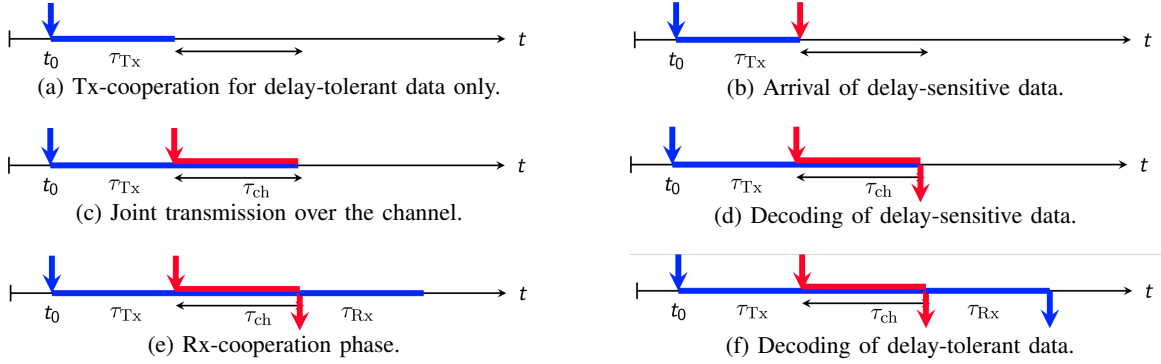 t
t₀ τTx
(a) Tx-cooperation for delay-tolerant data only.
t
t₀ τTx
(b) Arrival of delay-sensitive data.
t
t₀ τTx τch
(c) Joint transmission over the channel.
t
t₀ τTx τch
(d) Decoding of delay-sensitive data.
t
t₀ τTx τch τRx
(e) Rx-cooperation phase.
t
t₀ τTx τch τRx
(f) Decoding of delay-tolerant data.